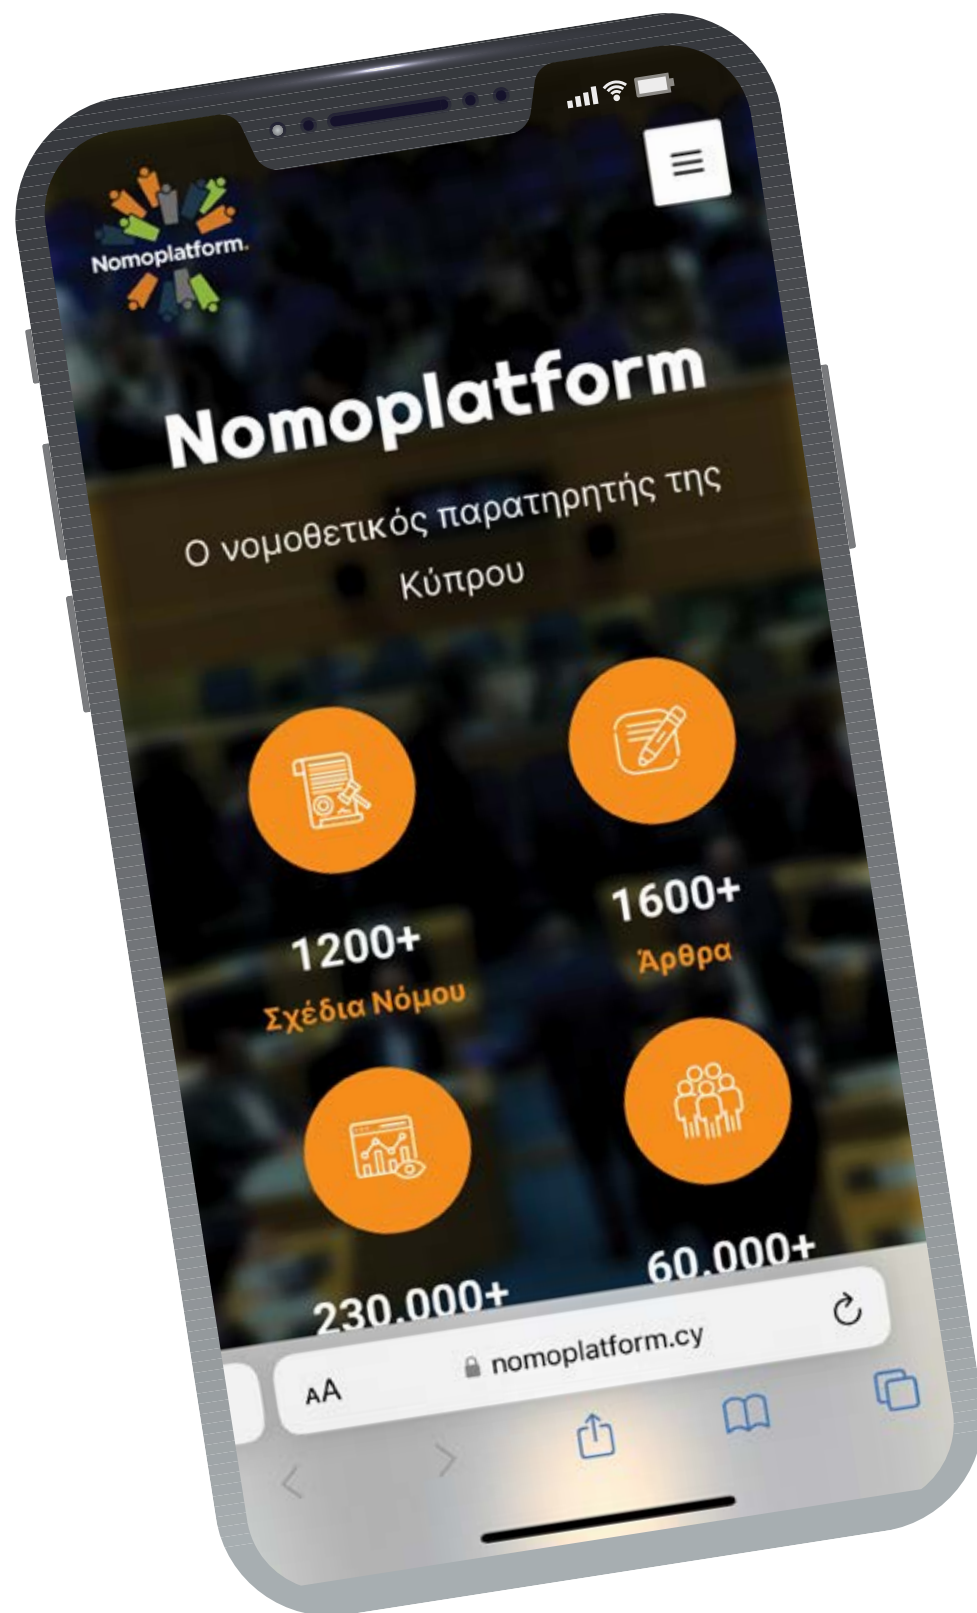 Nomoplatform.
Nomoplatform
Ο νομοθετικός παρατηρητής της
Κύπρου
1200+
Σχέδια Νόμου
1600+
Άρθρα
230.000+
60.000+
AA
nomoplatform.cy